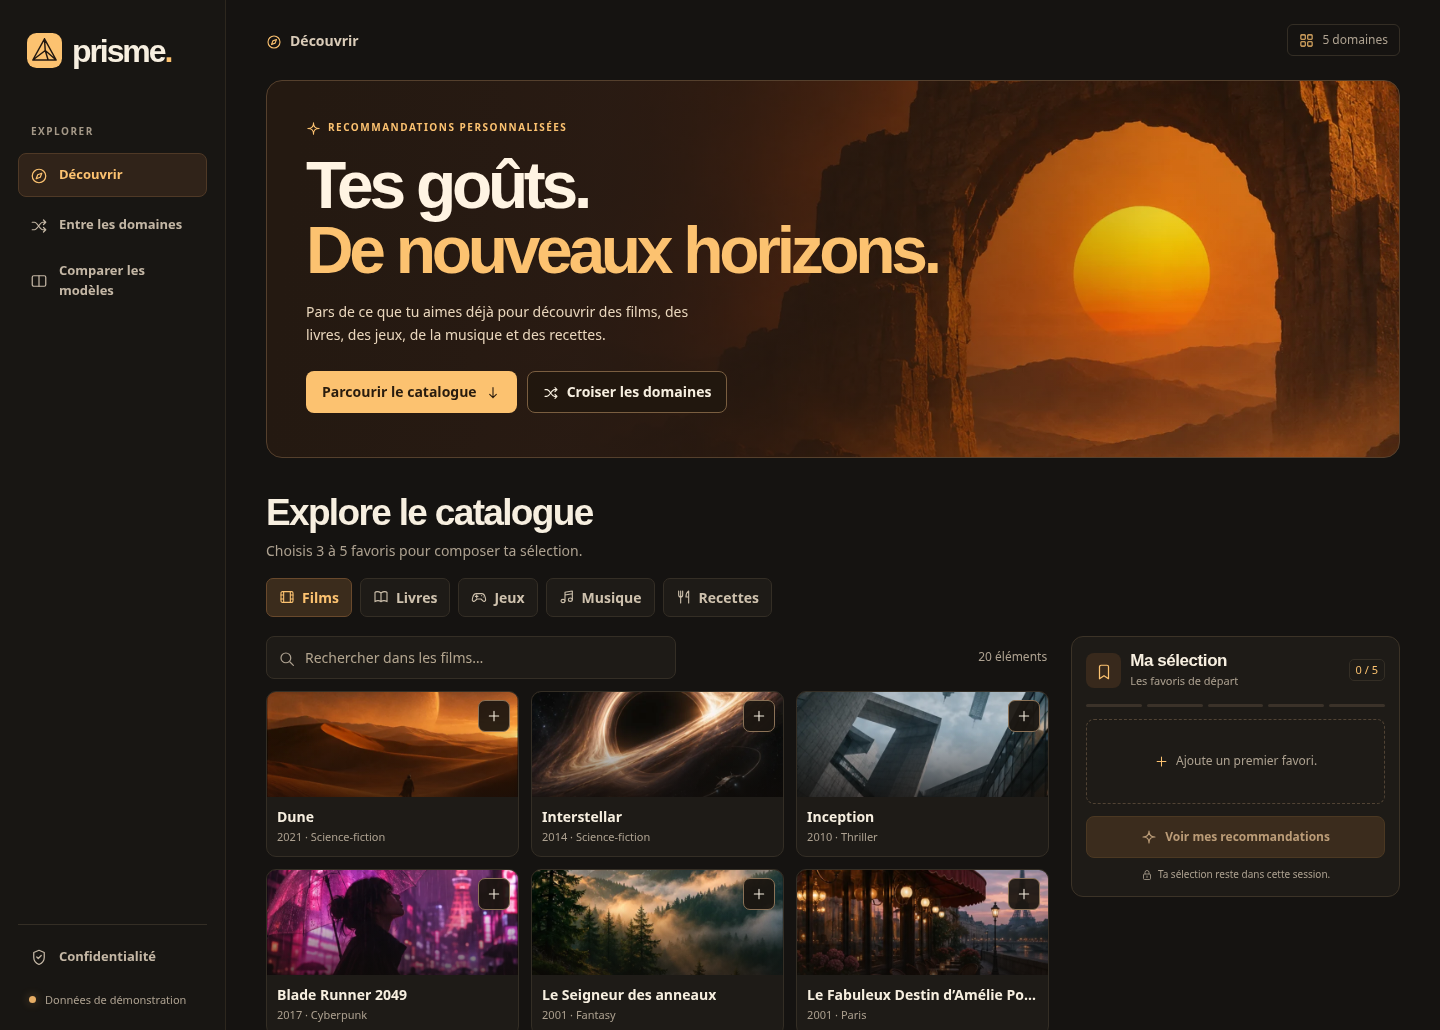 prisme.
EXPLORER
Découvrir
Entre les domaines
Comparer les
modèles
Confidentialité
Données de démonstration
Découvrir
5 domaines
RECOMMANDATIONS PERSONNALISÉES
Tes goûts.
De nouveaux horizons.
Pars de ce que tu aimes déjà pour découvrir des films, des
livres, des jeux, de la musique et des recettes.
Parcourir le catalogue
Croiser les domaines
Explore le catalogue
Choisis 3 à 5 favoris pour composer ta sélection.
Films
Livres
Jeux
Musique
Recettes
Rechercher dans les films...
20 éléments
Dune
2021 · Science-fiction
Interstellar
2014 · Science-fiction
Inception
2010 · Thriller
Blade Runner 2049
2017 · Cyberpunk
Le Seigneur des anneaux
2001 · Fantasy
Le Fabuleux Destin d’Amélie Po...
2001 · Paris
Ma sélection
Les favoris de départ
0 / 5
Ajoute un premier favori.
Voir mes recommandations
Ta sélection reste dans cette session.